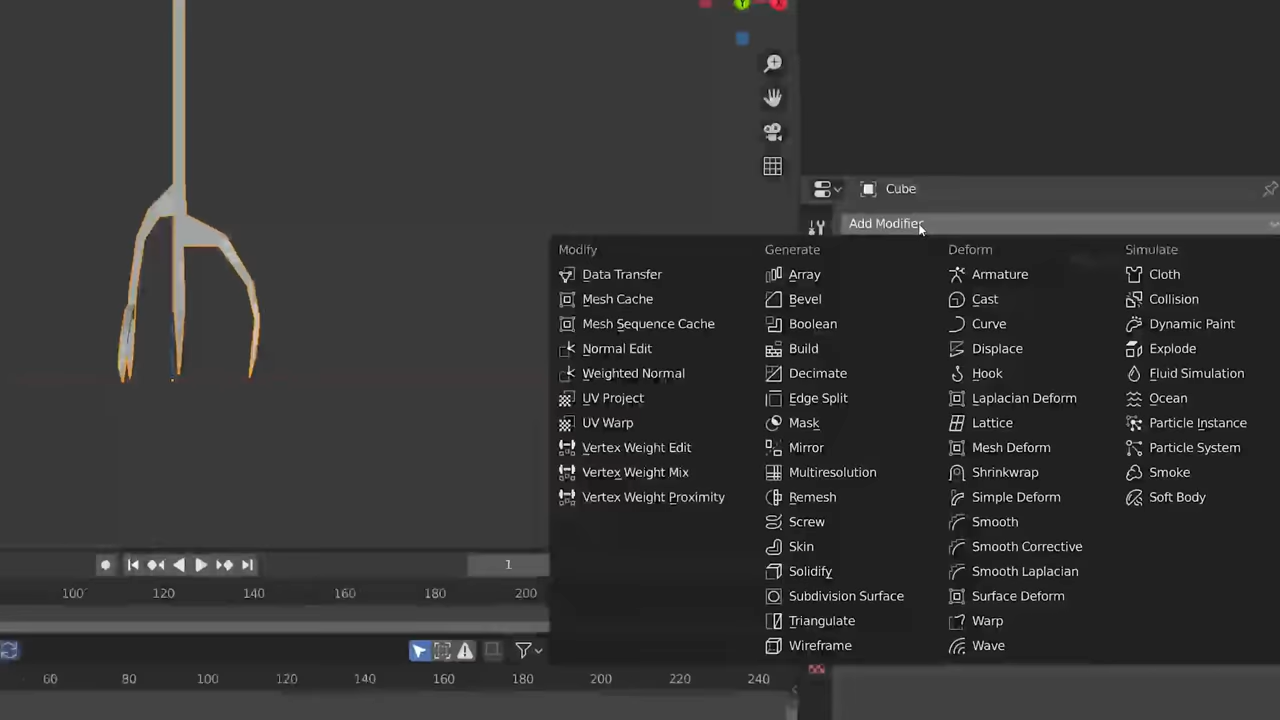 Cube
Add Modifier
Modify
Data Transfer
Mesh Cache
Mesh Sequence Cache
Normal Edit
Weighted Normal
UV Project
UV Warp
Vertex Weight Edit
Vertex Weight Mix
Vertex Weight Proximity
Generate
Array
Bevel
Boolean
Build
Decimate
Edge Split
Mask
Mirror
Multiresolution
Remesh
Screw
Skin
Solidify
Subdivision Surface
Triangulate
Wireframe
Deform
Armature
Cast
Curve
Displace
Hook
Laplacian Deform
Lattice
Mesh Deform
Shrinkwrap
Simple Deform
Smooth
Smooth Corrective
Smooth Laplacian
Surface Deform
Warp
Wave
Simulate
Cloth
Collision
Dynamic Paint
Explode
Fluid Simulation
Ocean
Particle Instance
Particle System
Smoke
Soft Body
1
100 120 140 160 180 200
60 80 100 120 140 160 180 200 220 240